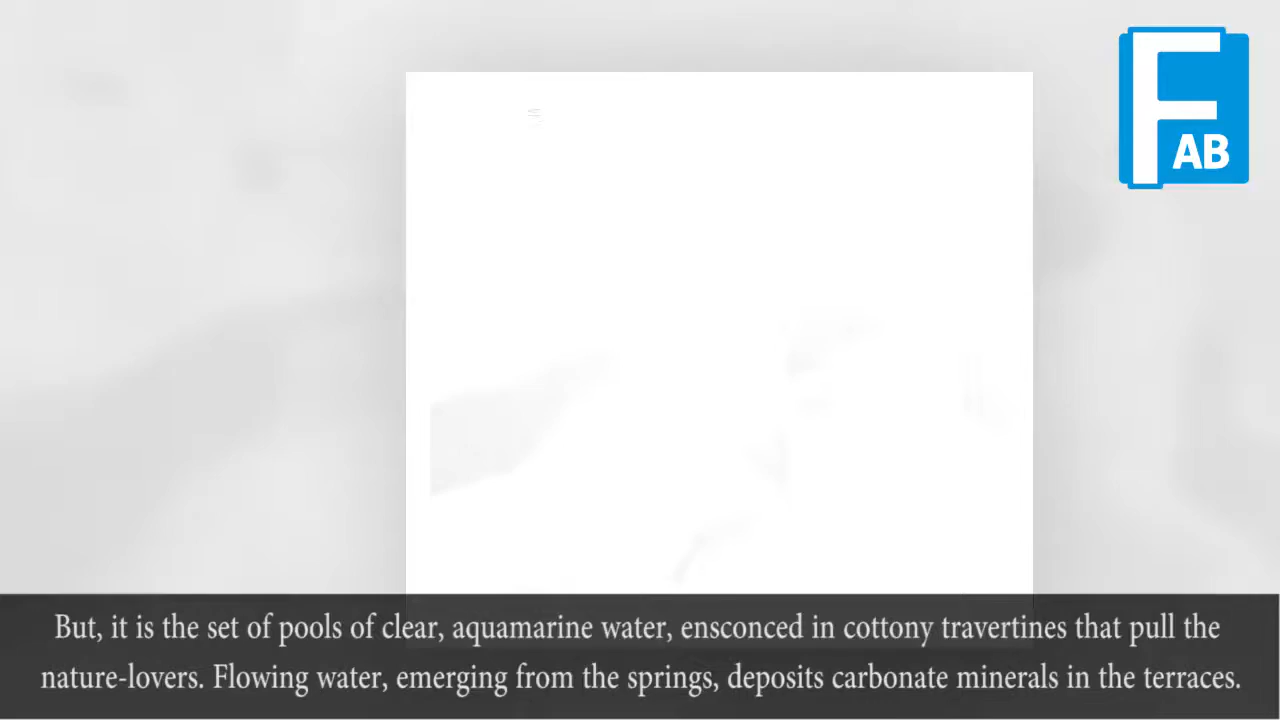 F
AB
But, it is the set of pools of clear, aquamarine water, ensconced in cottony travertines that pull the
nature-lovers. Flowing water, emerging from the springs, deposits carbonate minerals in the terraces.